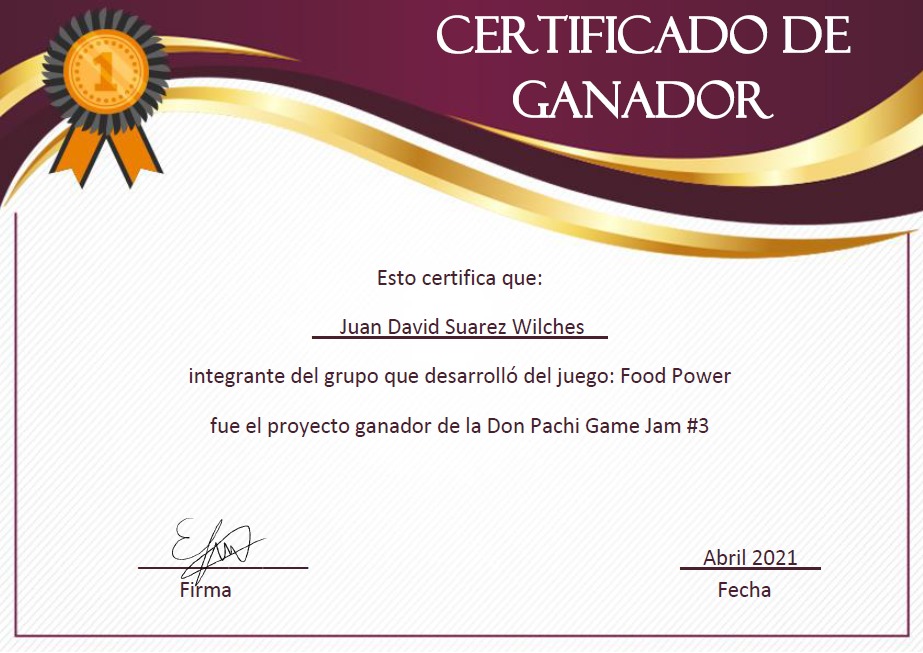 1
CERTIFICADO DE
GANADOR
Esto certifica que:
Juan David Suarez Wilches
integrante del grupo que desarrolló del juego: Food Power
fue el proyecto ganador de la Don Pachi Game Jam #3
Abril 2021
Firma
Fecha